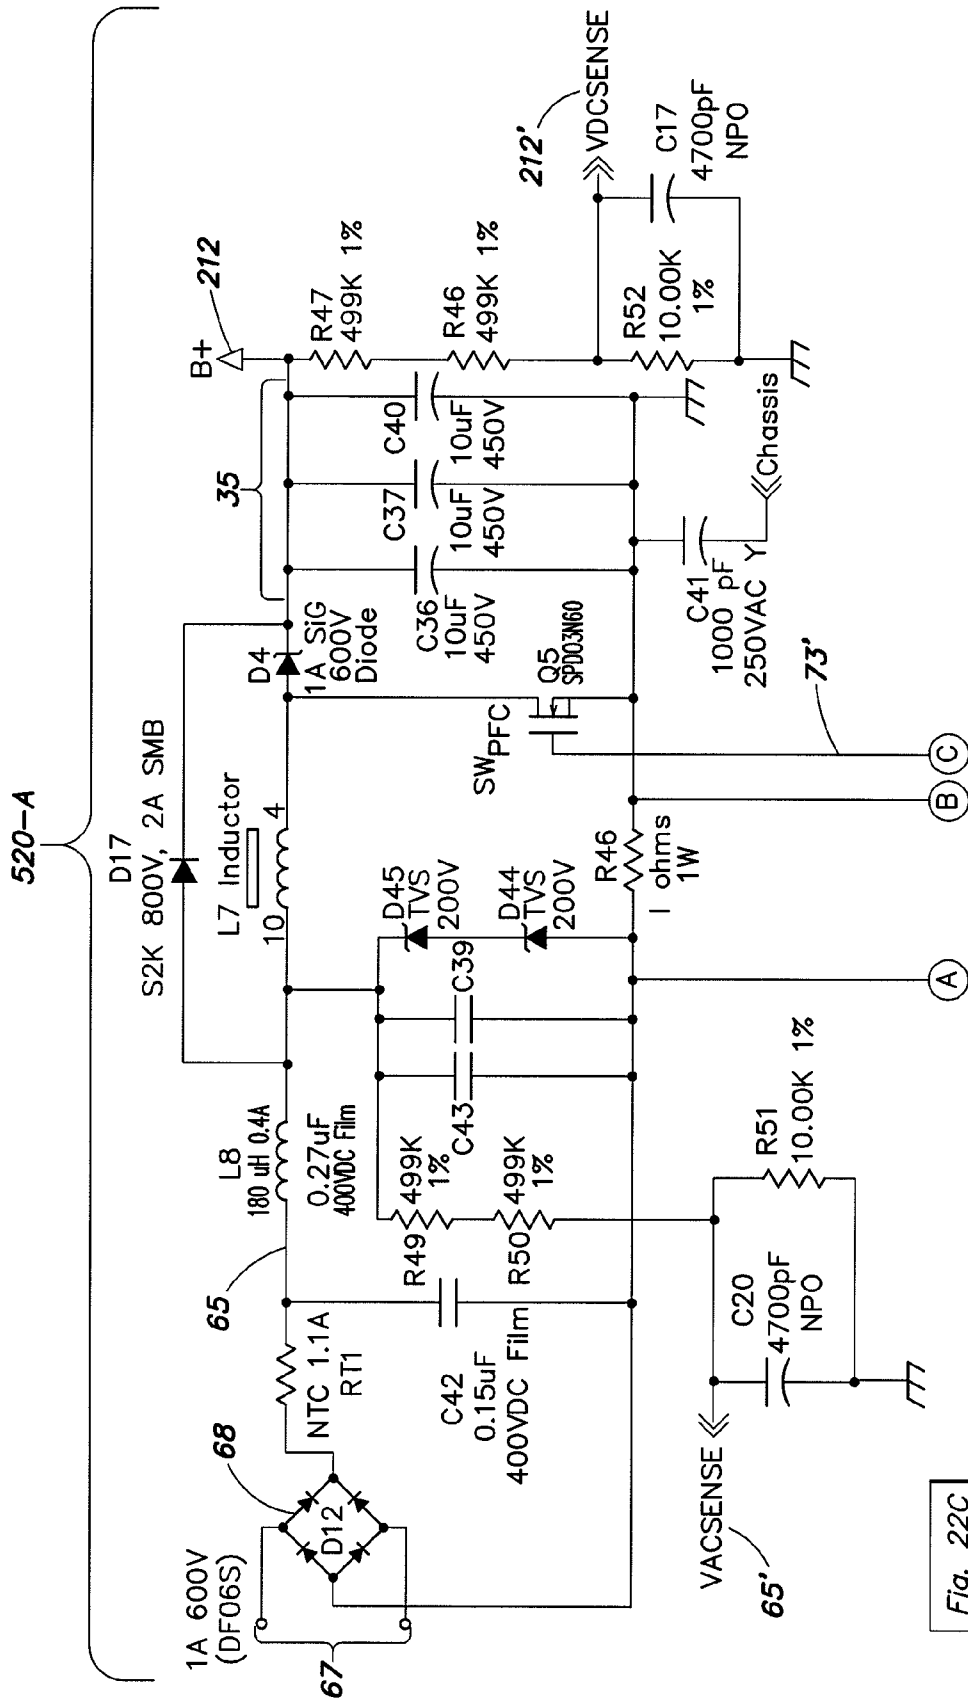 520-A
D17
S2K 800V, 2A SMB
L7 Inductor
10
4
D4
1A SiG
600V
Diode
35
B+
212
R47
499K 1%
R46
499K 1%
212'
VDCSENSE
R52
10.00K
1%
C17
4700pF
NPO
C40
10uF
450V
C37
10uF
450V
C36
10uF
450V
Q5
SPD03N60
SWPFC
C41
1000 pF
250VAC Y
Chassis
73'
C
B
A
R46
1 ohms
1W
D45
TVS
200V
D44
TVS
200V
C39
C43
L8
180 uH 0.4A
0.27uF
400VDC Film
R49
499K
1%
R50
499K
1%
65
NTC 1.1A
RT1
C42
0.15uF
400VDC Film
68
D12
1A 600V
(DF06S)
67
VACSENSE
65'
C20
4700pF
NPO
R51
10.00K 1%
Fig. 22C